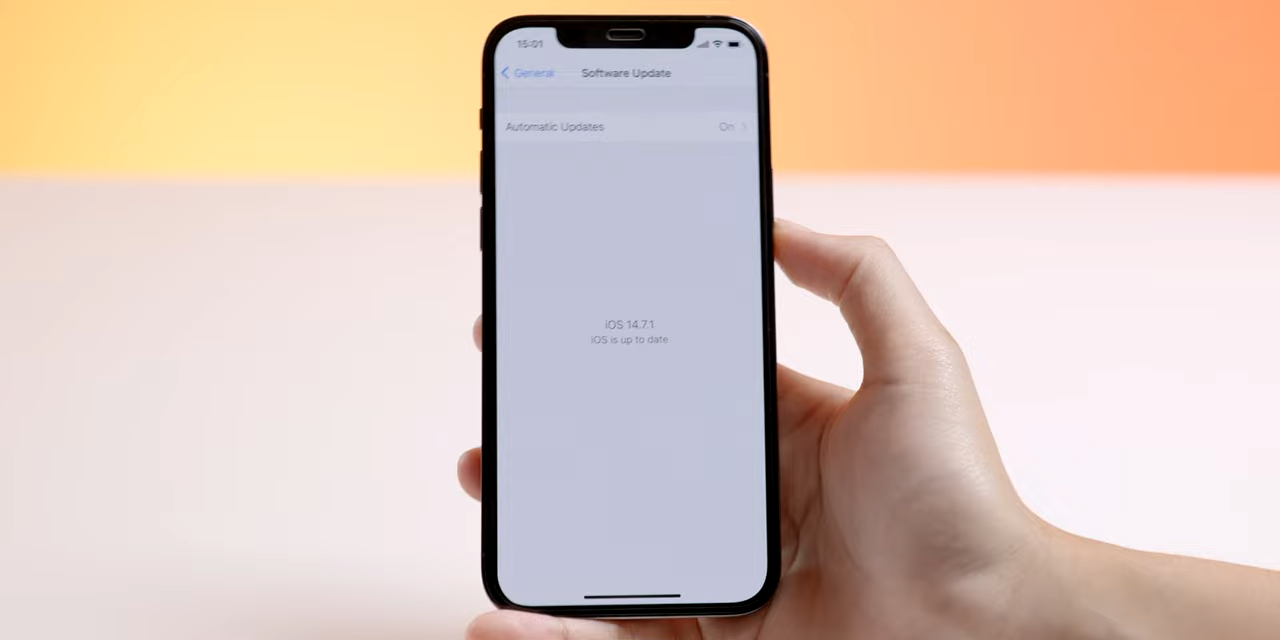 15:01
General
Software Update
Automatic Updates On
iOS 14.7.1
iOS is up to date